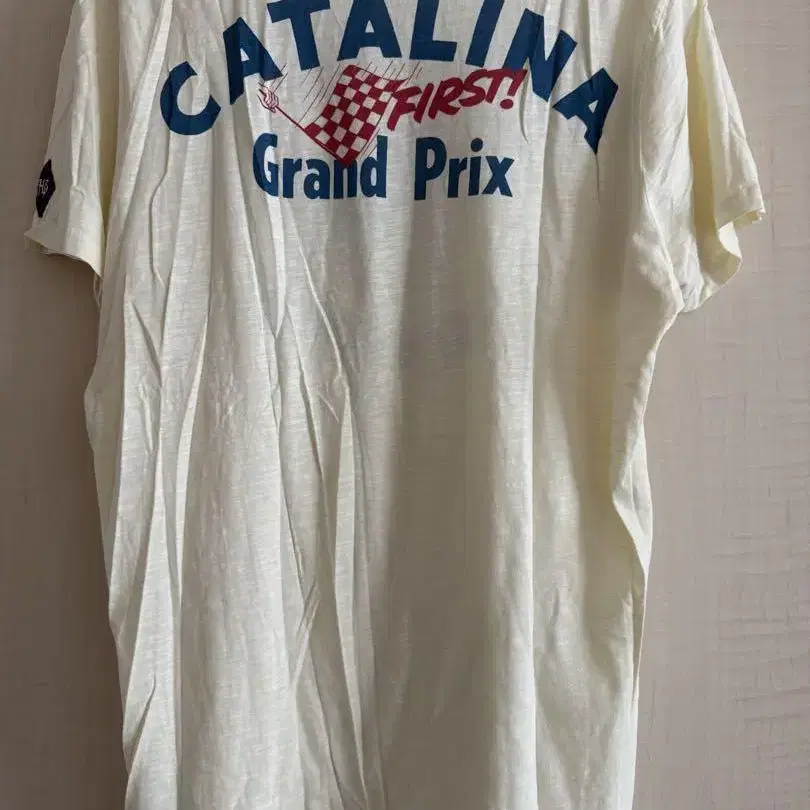 CATALINA
FIRST!
Grand Prix